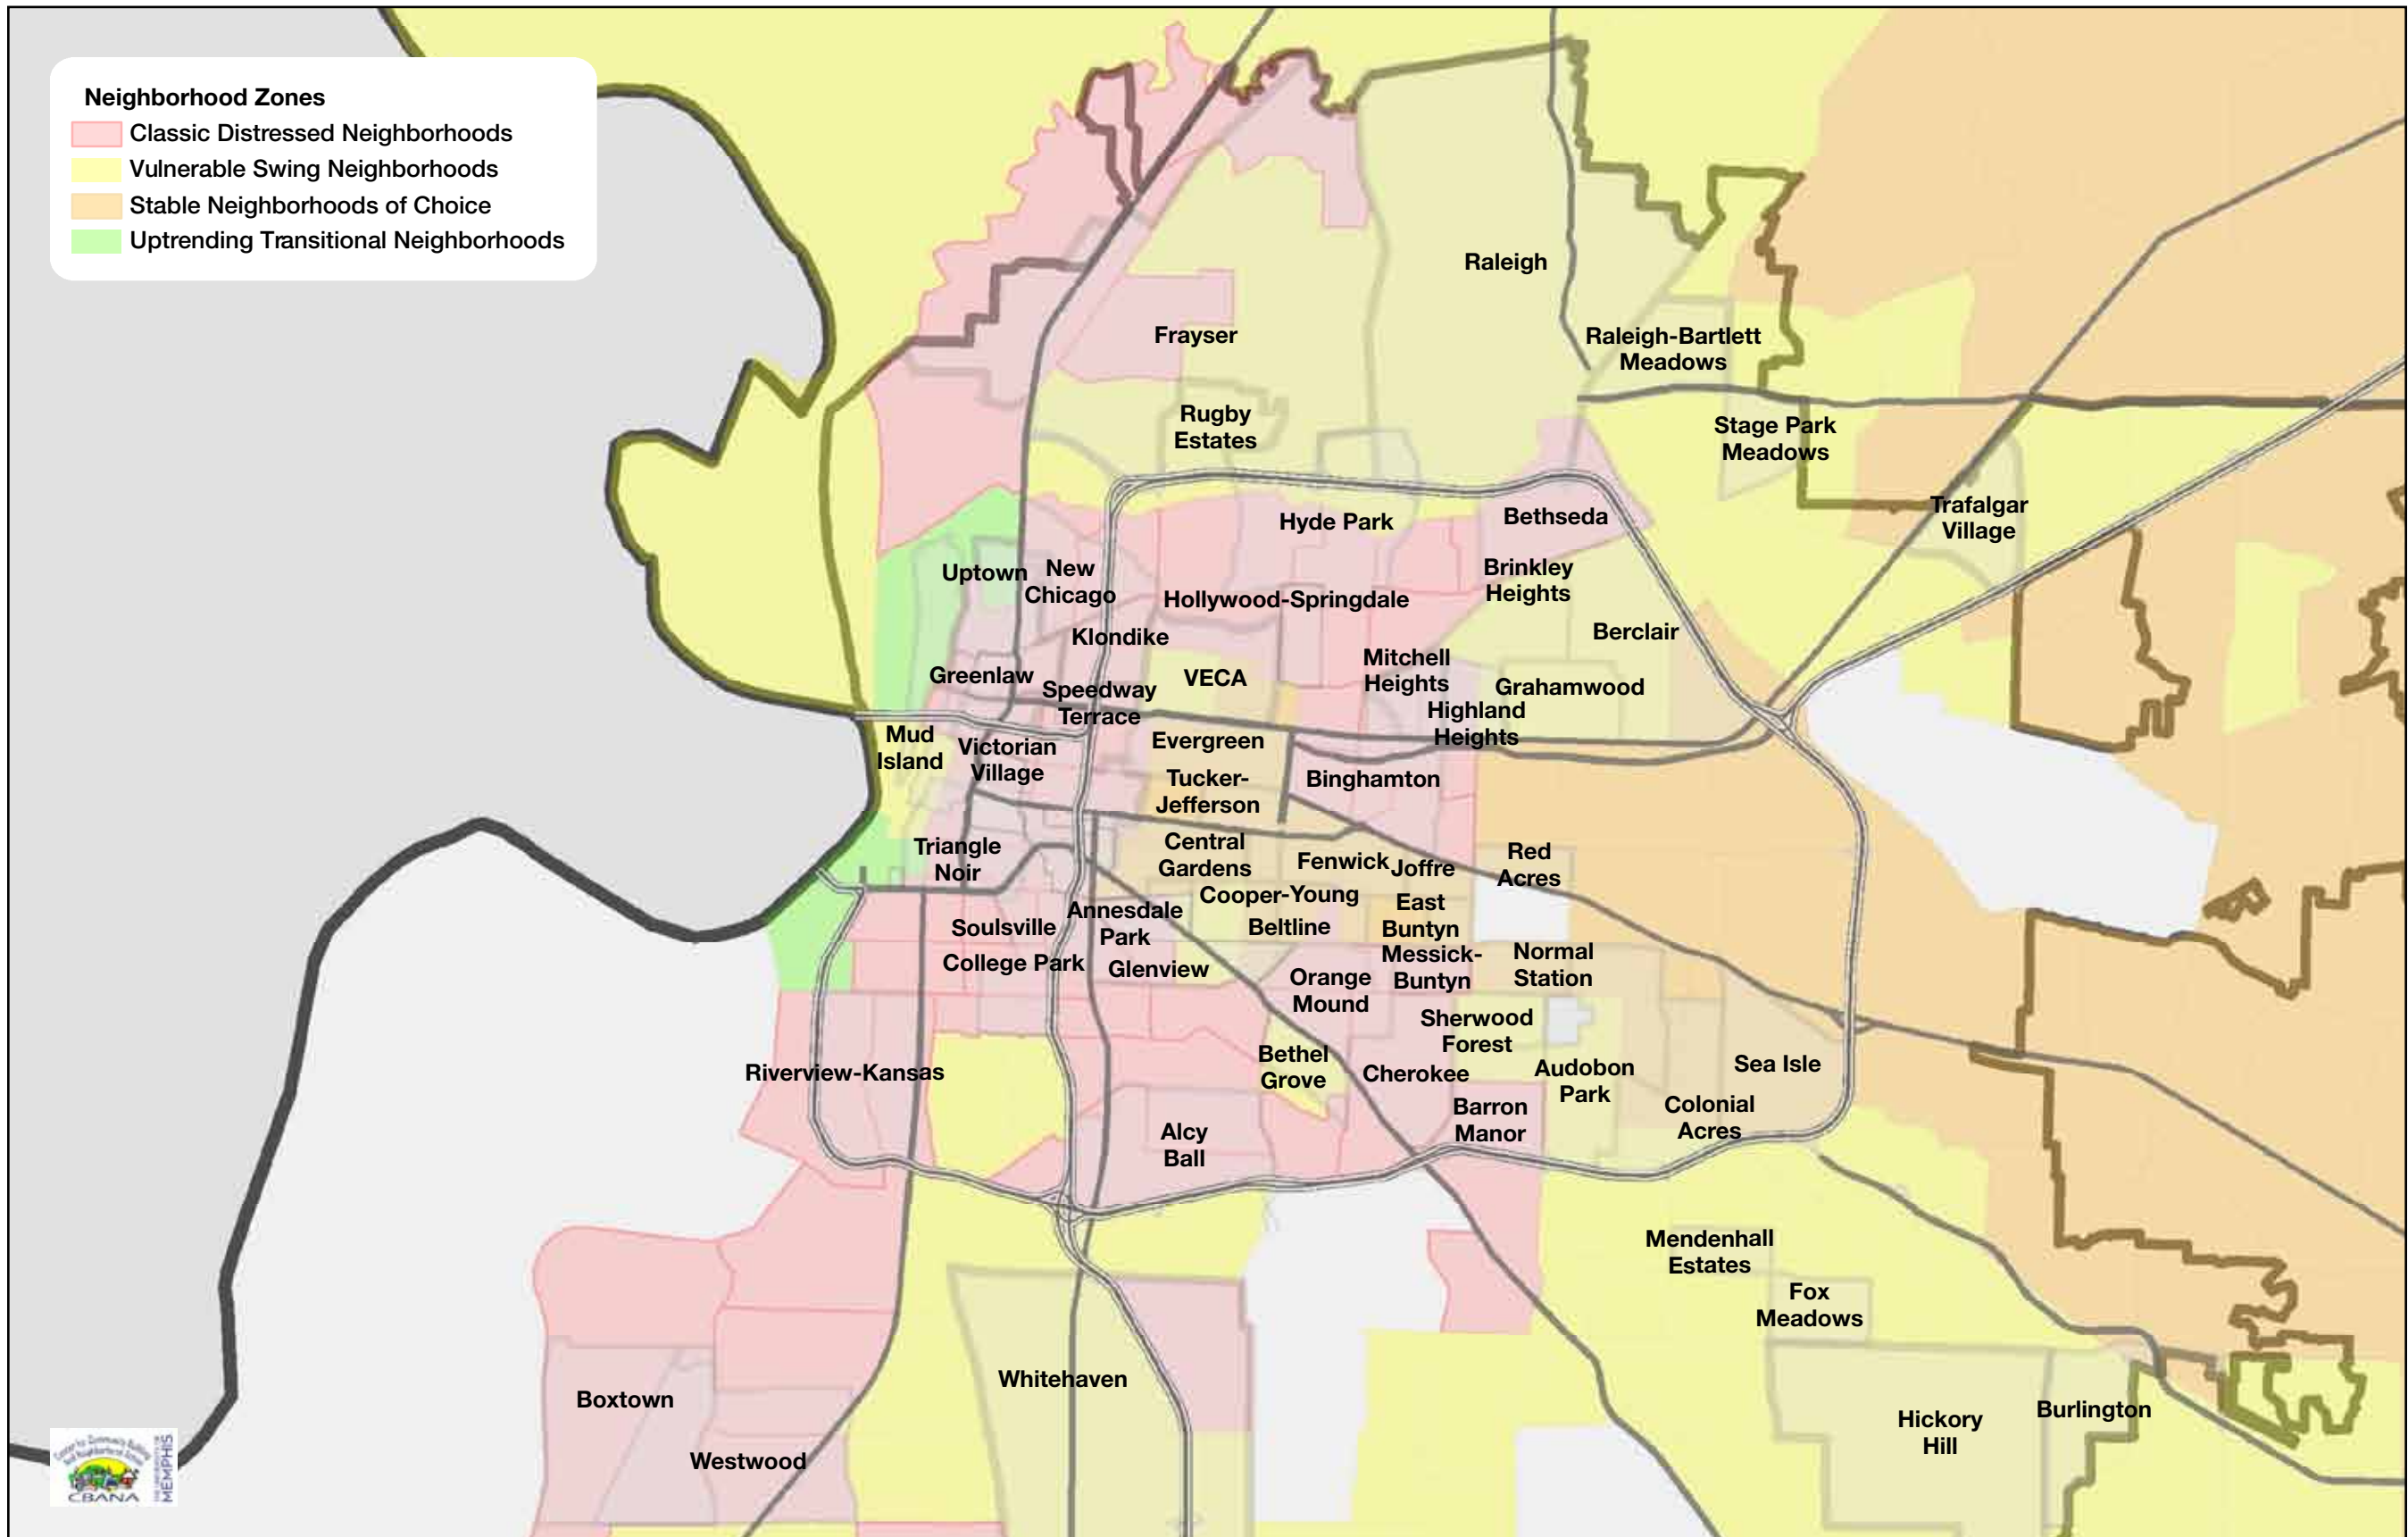 Neighborhood Zones
Classic Distressed Neighborhoods
Vulnerable Swing Neighborhoods
Stable Neighborhoods of Choice
Uptrending Transitional Neighborhoods
Raleigh
Frayser
Raleigh-Bartlett
Meadows
Rugby
Estates
Stage Park
Meadows
Trafalgar
Village
Hyde Park
Bethseda
Uptown
New
Chicago
Hollywood-Springdale
Brinkley
Heights
Klondike
Berclair
Greenlaw
Speedway
Terrace
VECA
Mitchell
Heights
Grahamwood
Highland
Heights
Mud
Island
Victorian
Village
Evergreen
Tucker-
Jefferson
Binghamton
Triangle
Noir
Central
Gardens
Fenwick
Joffre
Red
Acres
Cooper-Young
Annesdale
Park
Soulsville
Beltline
East
Buntyn
College Park
Glenview
Orange
Mound
Messick-
Buntyn
Normal
Station
Sherwood
Forest
Riverview-Kansas
Bethel
Grove
Cherokee
Audobon
Park
Sea Isle
Barron
Manor
Colonial
Acres
Alcy
Ball
Mendenhall
Estates
Fox
Meadows
Whitehaven
Boxtown
Westwood
Hickory
Hill
Burlington
CBANA
MEMPHIS